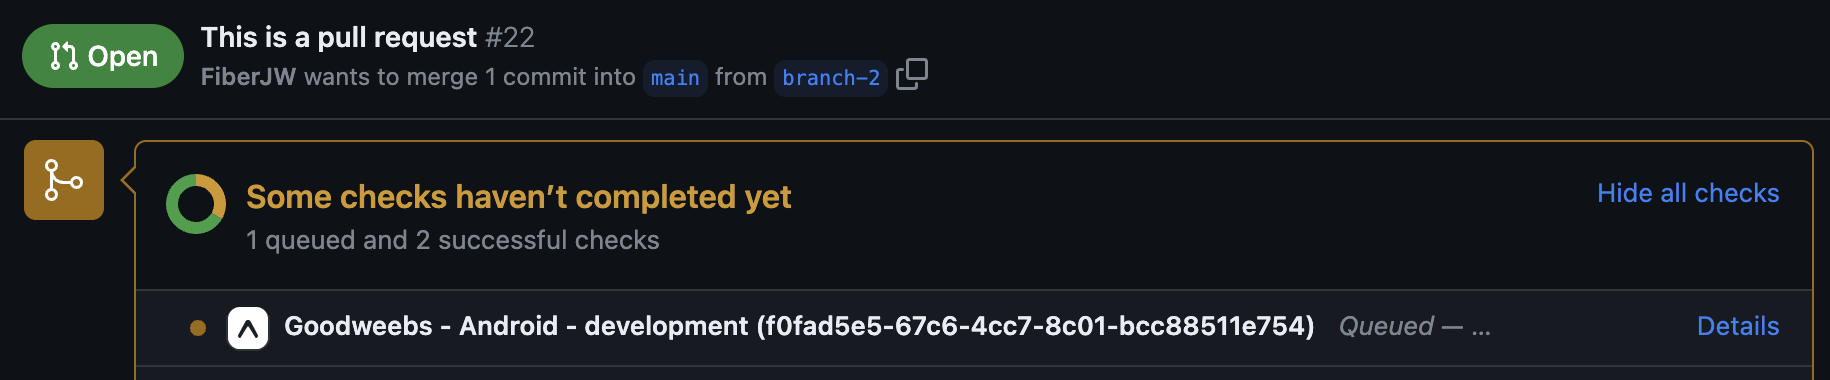 Open
This is a pull request #22
FiberJW wants to merge 1 commit into main from branch-2
Some checks haven’t completed yet
Hide all checks
1 queued and 2 successful checks
Goodweebs - Android - development (f0fad5e5-67c6-4cc7-8c01-bcc88511e754) Queued — ... Details